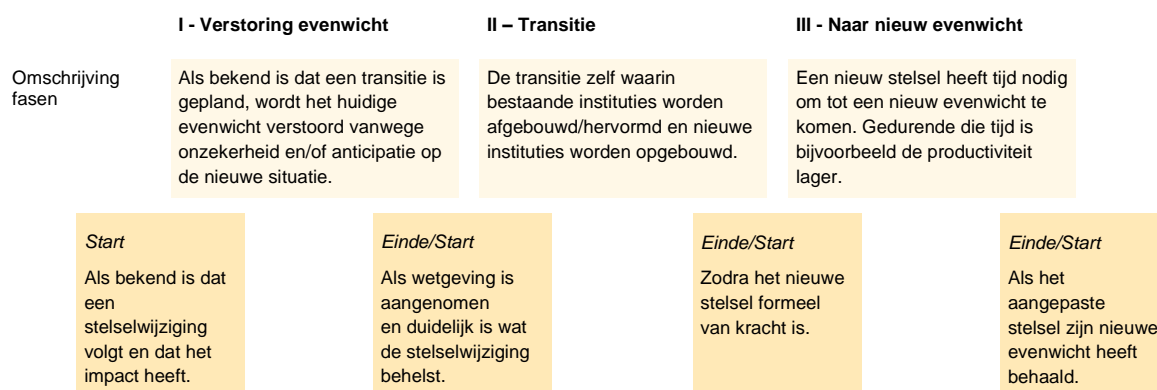 I - Verstoring evenwicht
II – Transitie
III - Naar nieuw evenwicht
Omschrijving
fasen
Als bekend is dat een transitie is
gepland, wordt het huidige
evenwicht verstoord vanwege
onzekerheid en/of anticipatie op
de nieuwe situatie.
De transitie zelf waarin
bestaande instituties worden
afgebouwd/hervormd en nieuwe
instituties worden opgebouwd.
Een nieuw stelsel heeft tijd nodig
om tot een nieuw evenwicht te
komen. Gedurende die tijd is
bijvoorbeeld de productiviteit
lager.
Start
Als bekend is dat
een
stelselwijziging
volgt en dat het
impact heeft.
Einde/Start
Als wetgeving is
aangenomen
en duidelijk is wat
de stelselwijziging
behelst.
Einde/Start
Zodra het nieuwe
stelsel formeel
van kracht is.
Einde/Start
Als het
aangepaste
stelsel zijn nieuwe
evenwicht heeft
behaald.